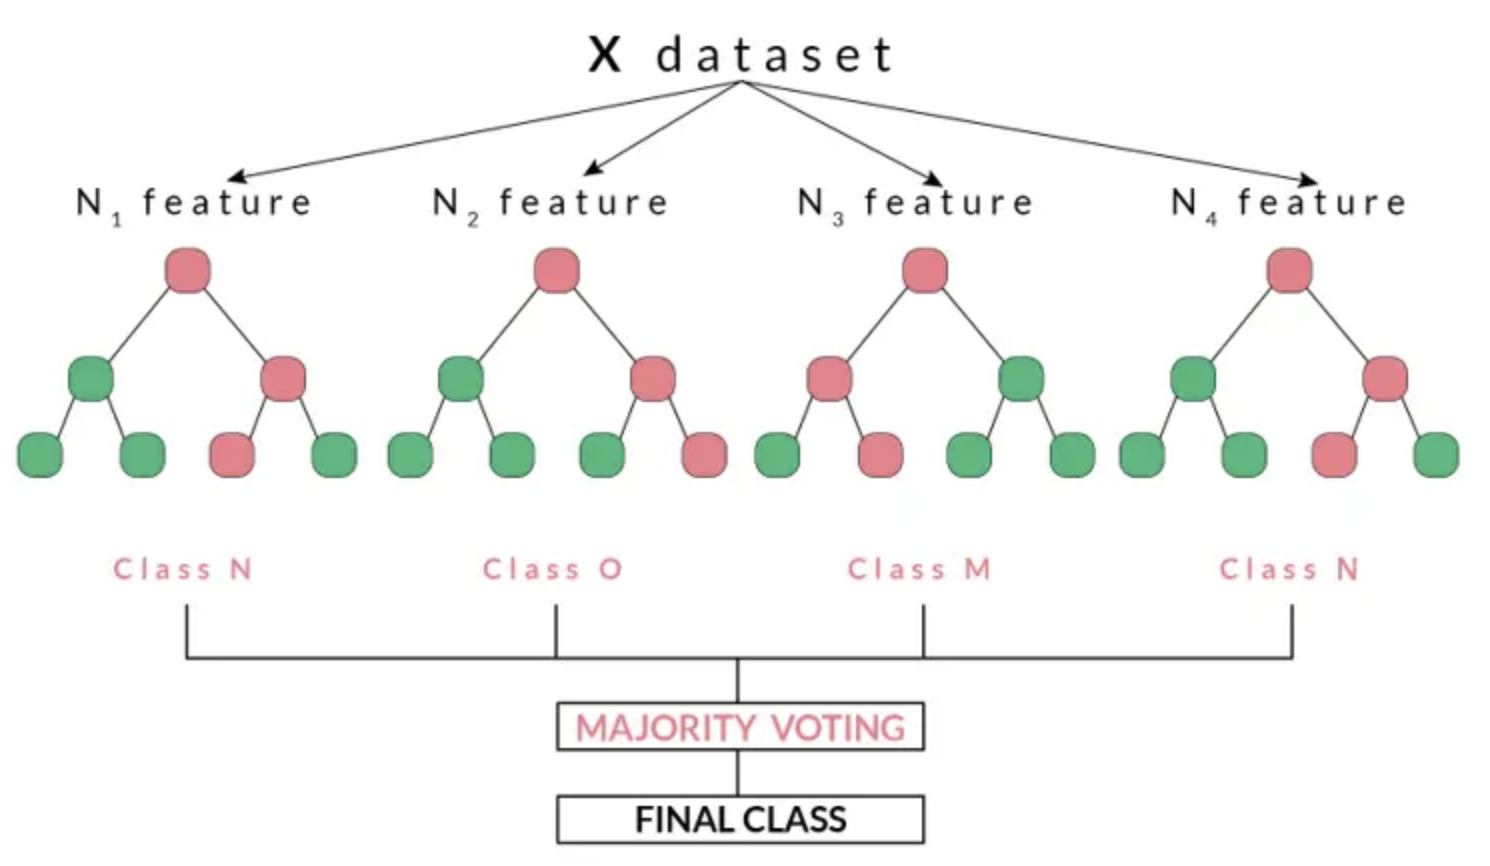 X dataset
N1 feature
N2 feature
N3 feature
N4 feature
Class N
Class O
Class M
Class N
MAJORITY VOTING
FINAL CLASS